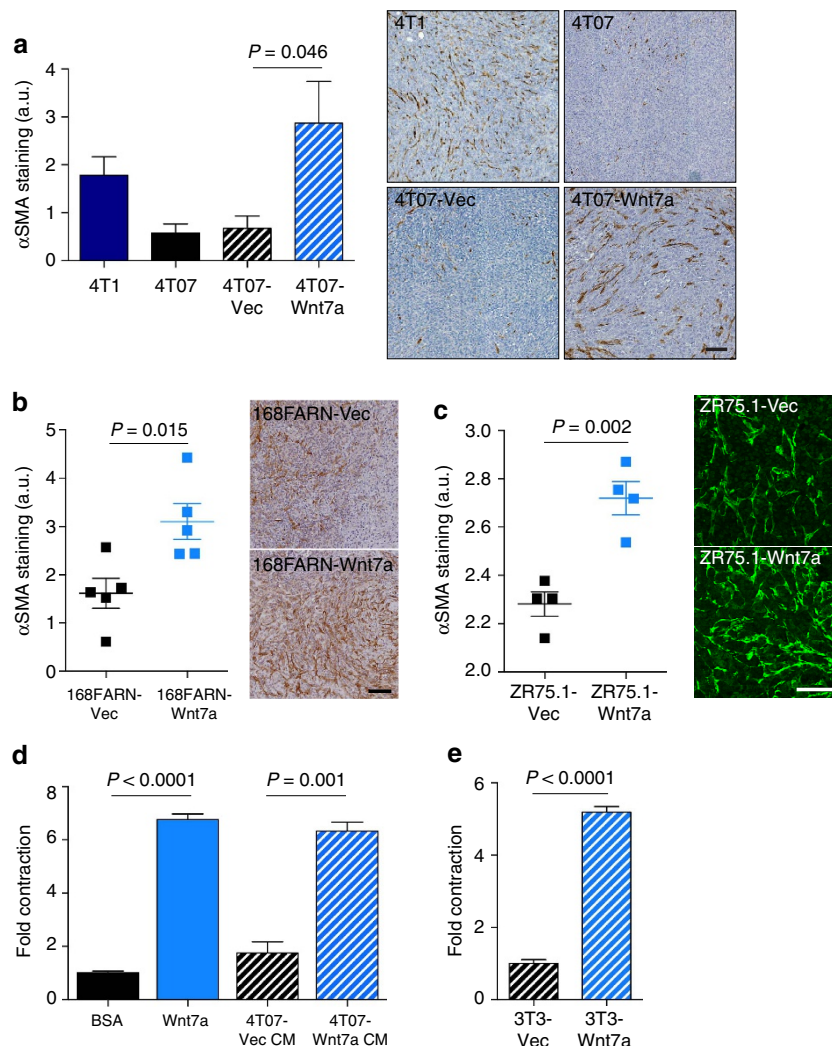 a
αSMA staining (a.u.)
4
3
2
1
0
P = 0.046
4T1
4T07
4T07-
Vec
4T07-
Wnt7a
4T1
4T07
4T07-Vec
4T07-Wnt7a
b
αSMA staining (a.u.)
5
4
3
2
1
0
P = 0.015
168FARN-
Vec
168FARN-
Wnt7a
168FARN-Vec
168FARN-Wnt7a
c
αSMA staining (a.u.)
3.0
2.8
2.6
2.4
2.2
2.0
P = 0.002
ZR75.1-
Vec
ZR75.1-
Wnt7a
ZR75.1-Vec
ZR75.1-Wnt7a
d
Fold contraction
8
6
4
2
0
P < 0.0001
P = 0.001
BSA
Wnt7a
4T07-
Vec CM
4T07-
Wnt7a CM
e
Fold contraction
6
4
2
0
P < 0.0001
3T3-
Vec
3T3-
Wnt7a